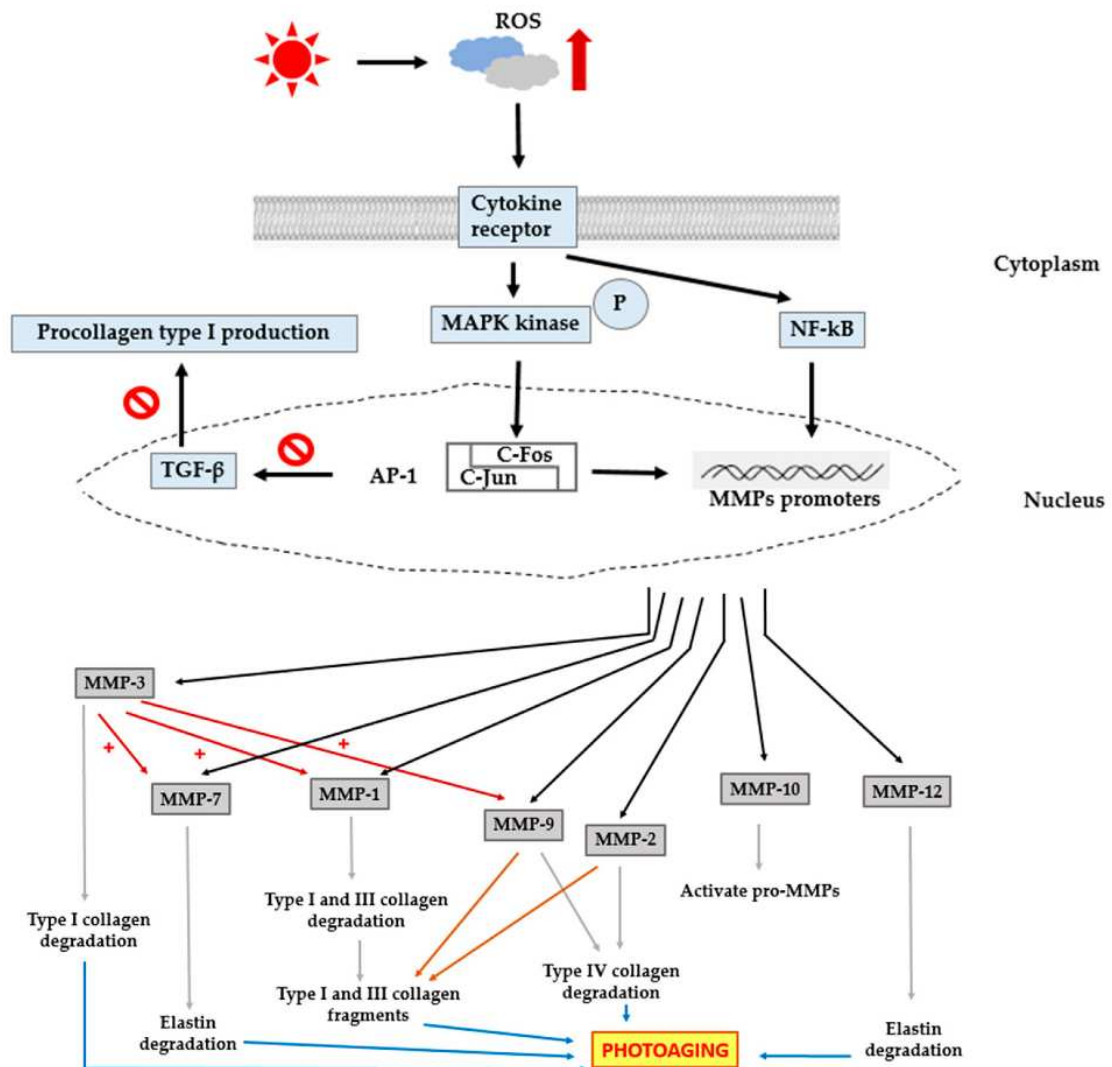 ROS
Cytokine
receptor
Cytoplasm
P
MAPK kinase
NF-kB
Procollagen type I production
TGF-β
AP-1
C-Fos
C-Jun
MMPs promoters
Nucleus
MMP-3
+
+
+
MMP-7
MMP-1
MMP-9
MMP-2
MMP-10
MMP-12
Type I and III collagen
degradation
Activate pro-MMPs
Type I collagen
degradation
Type IV collagen
degradation
Type I and III collagen
fragments
Elastin
degradation
PHOTOAGING
Elastin
degradation